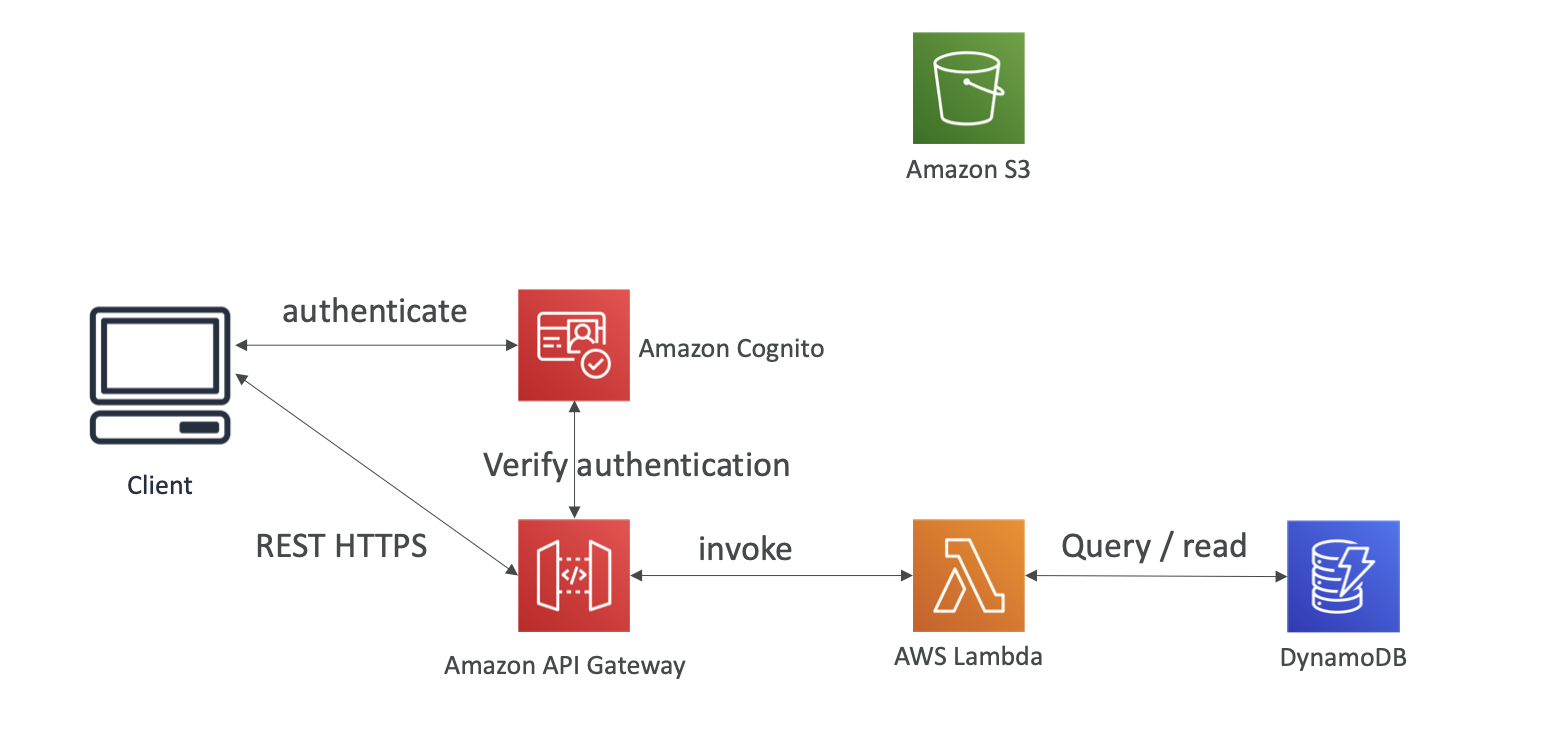 Amazon S3
authenticate
Amazon Cognito
Verify authentication
Client
REST HTTPS
invoke
Query / read
</>
Amazon API Gateway
AWS Lambda
DynamoDB